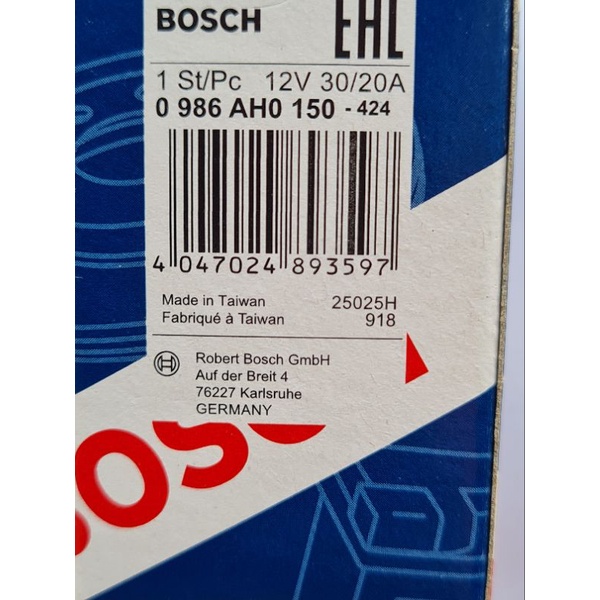 BOSCH EAC
1 St/Pc 12V 30/20A
0 986 AH0 150 - 424
4 047024 893597
Made in Taiwan 25025H
Fabriqué à Taiwan 918
Robert Bosch GmbH
Auf der Breit 4
76227 Karlsruhe
GERMANY
BOSCH